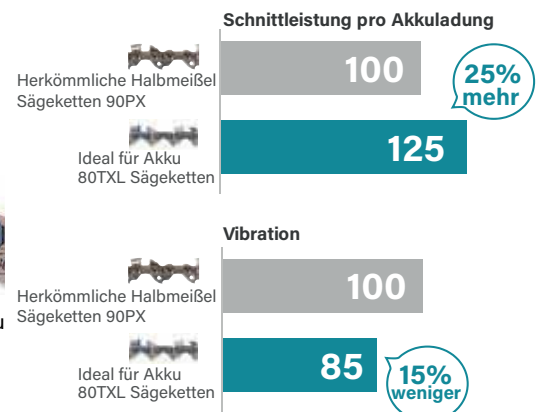 Schnittleistung pro Akkuladung
Herkömmliche Halbmeißel
Sägeketten 90PX
100
25%
mehr
Ideal für Akku
80TXL Sägeketten
125
Vibration
Herkömmliche Halbmeißel
Sägeketten 90PX
100
Ideal für Akku
80TXL Sägeketten
85
15%
weniger